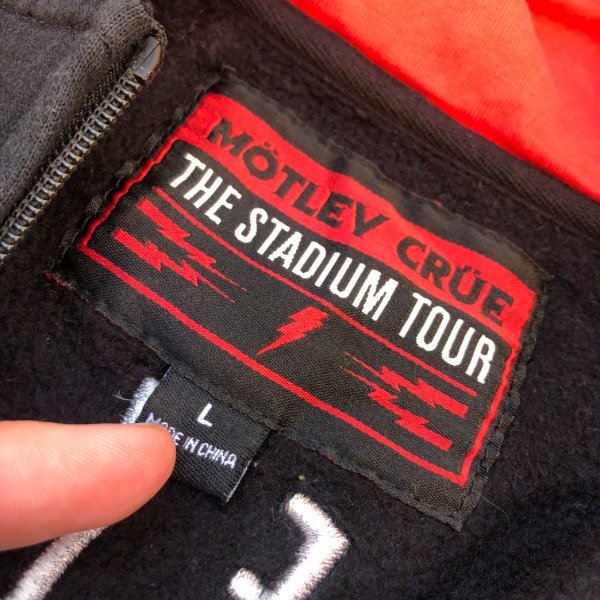 MÖTLEY CRÜE
THE STADIUM TOUR
L
MADE IN CHINA